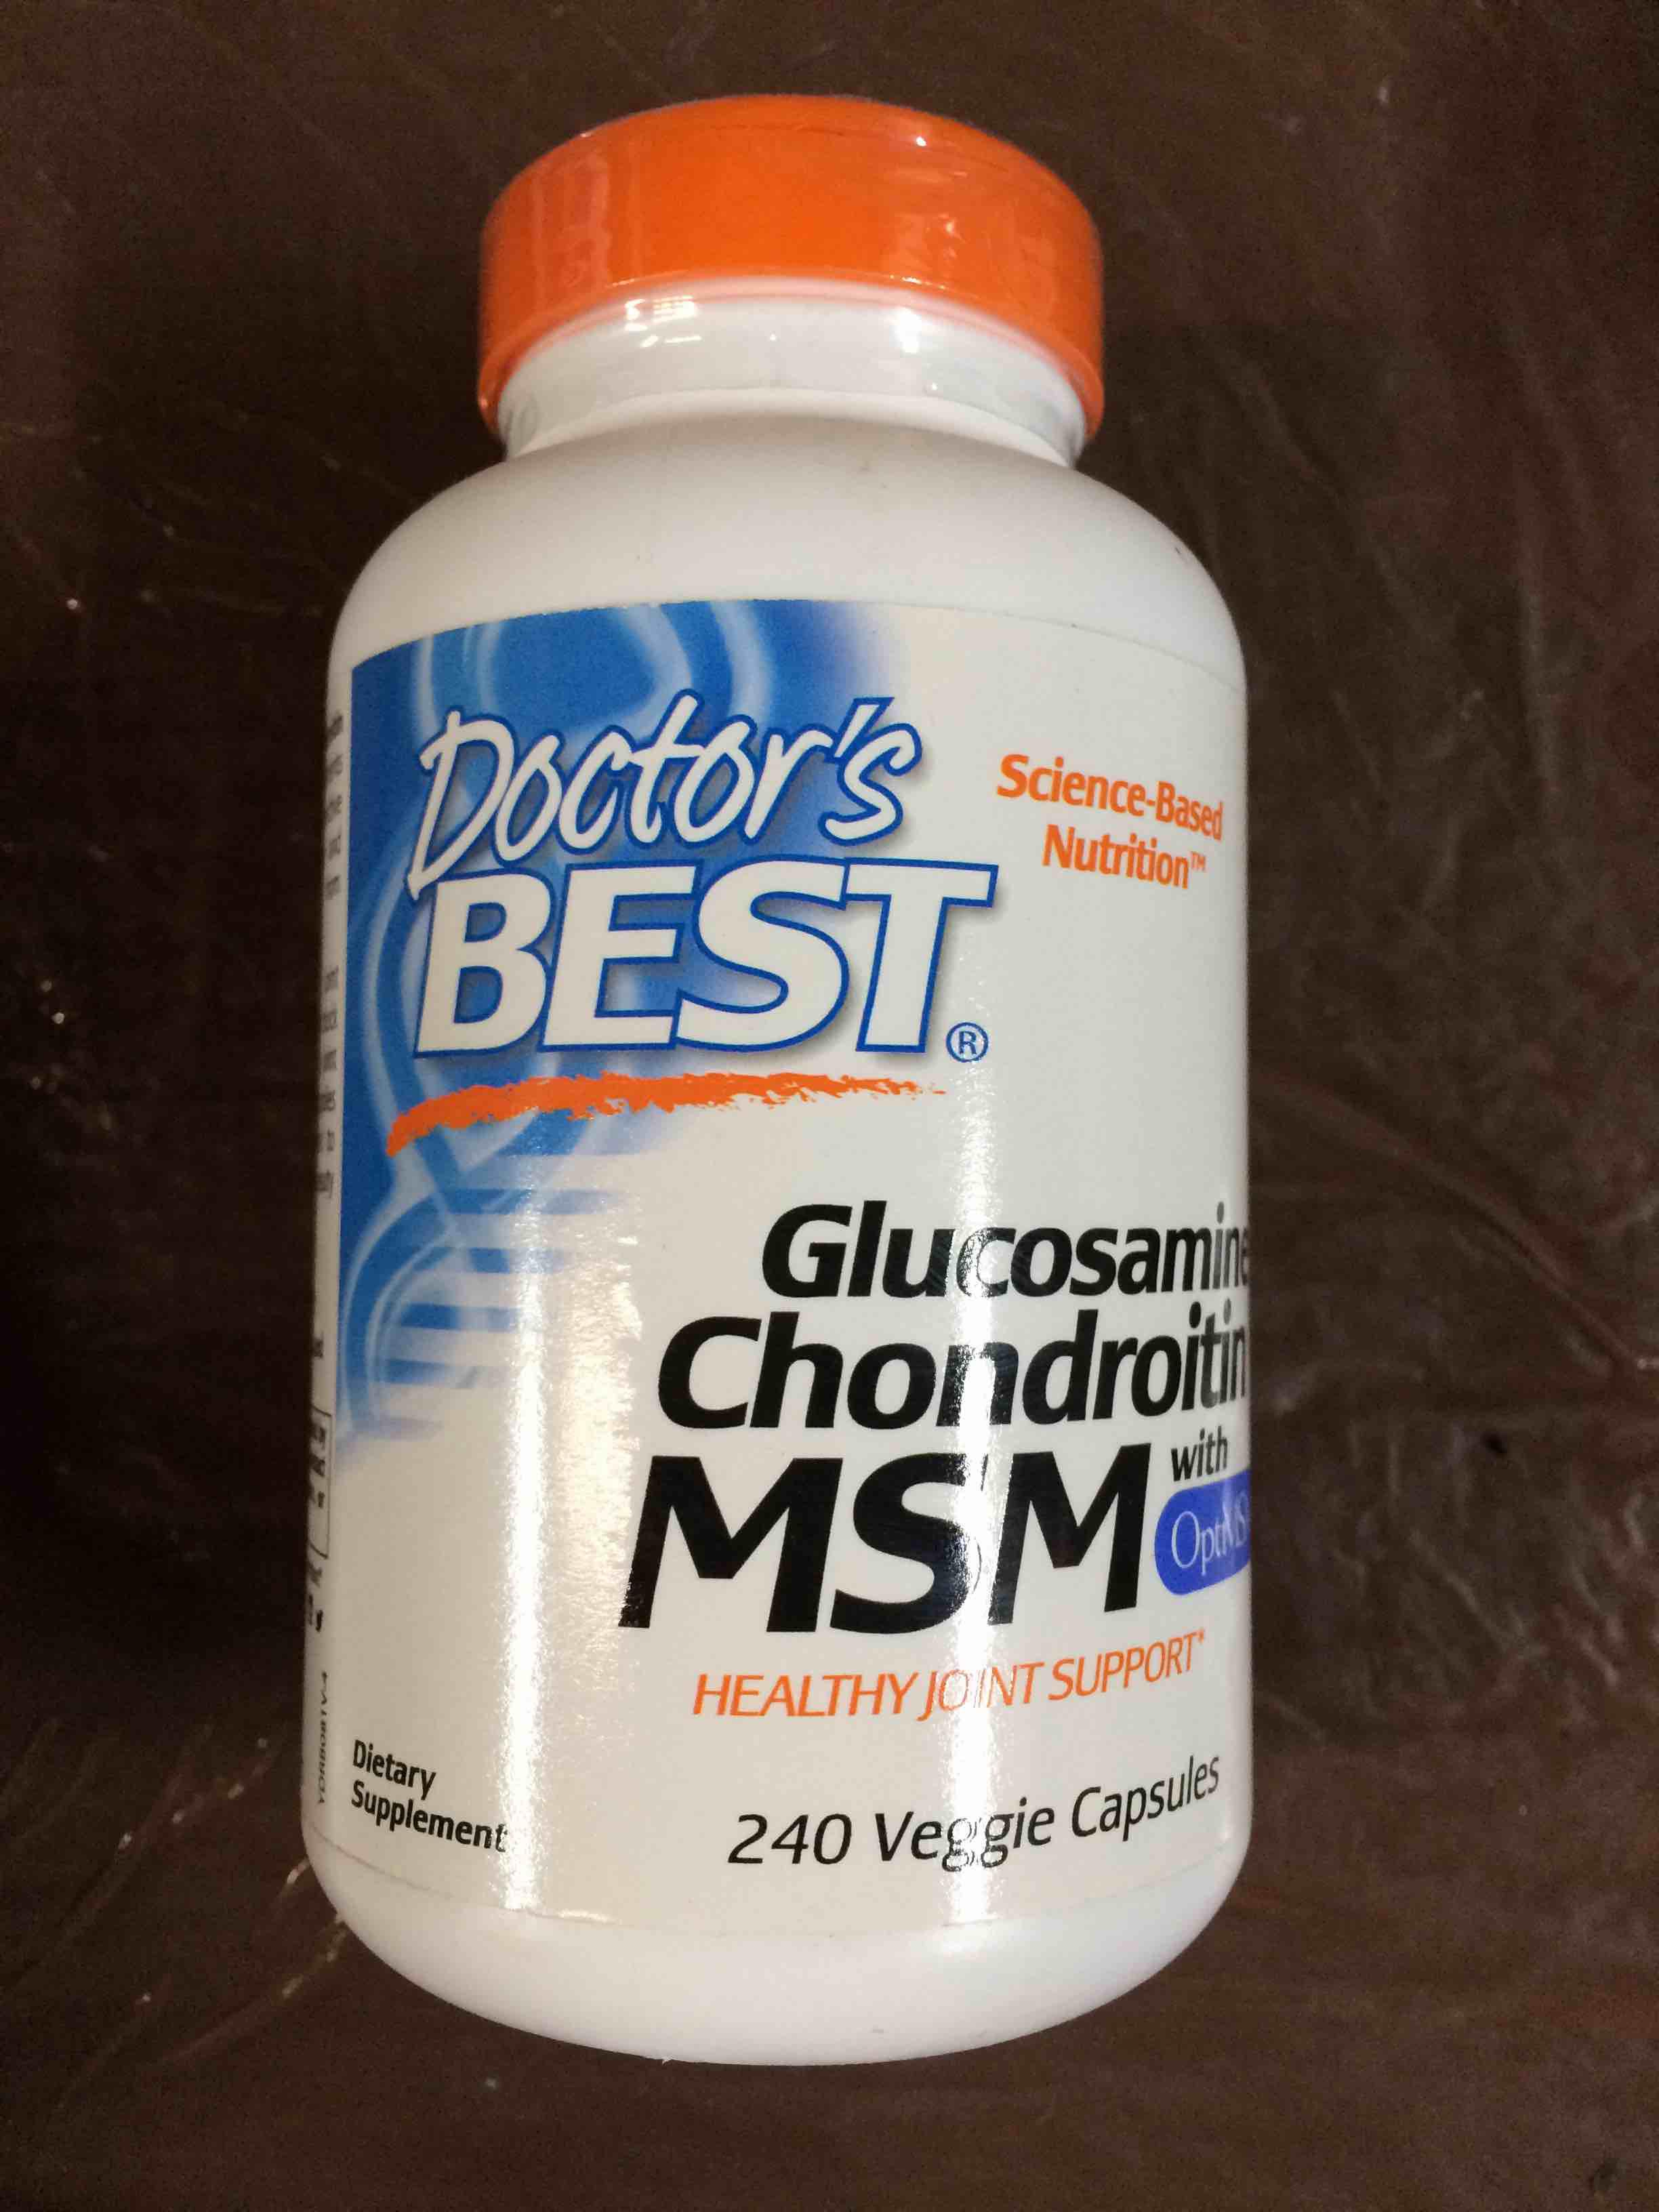 Doctor's
BEST®
Science-Based
Nutrition™
Glucosamine
Chondroitin
MSM with
HEALTHY JOINT SUPPORT*
Dietary
Supplement
240 Veggie Capsules